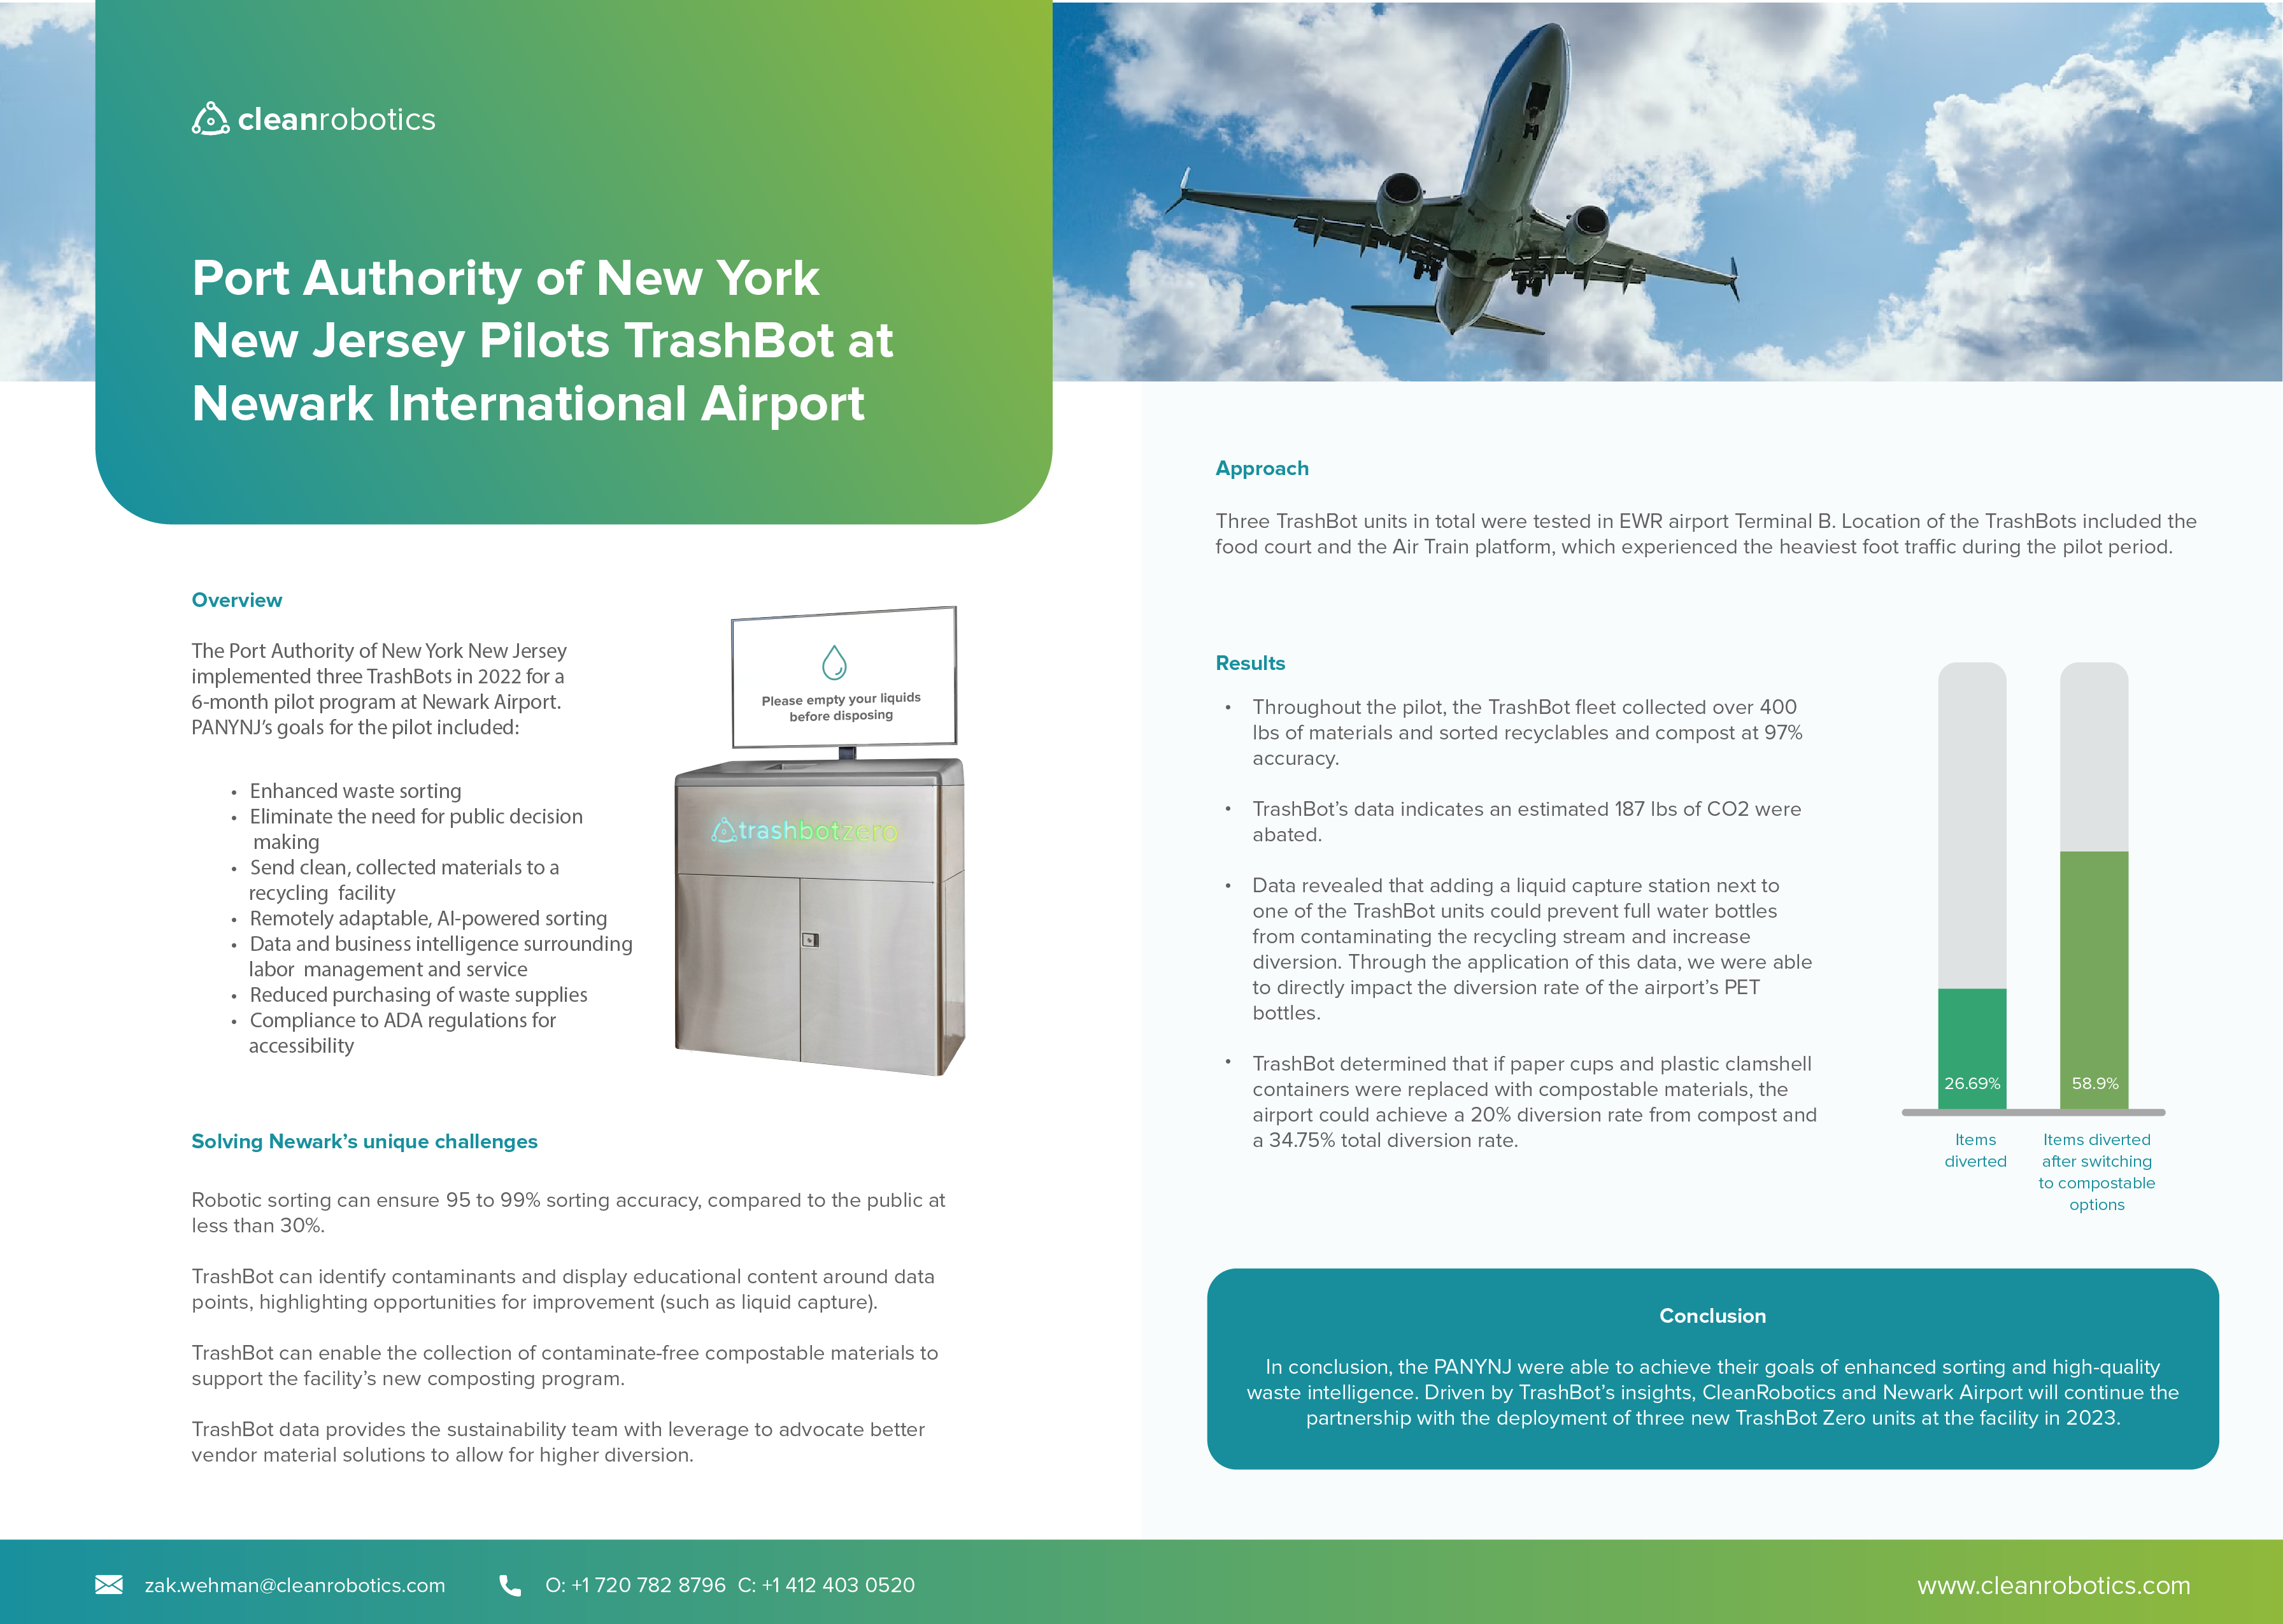 cleanrobotics
Port Authority of New York
New Jersey Pilots TrashBot at
Newark International Airport
Overview
The Port Authority of New York New Jersey
implemented three TrashBots in 2022 for a
6-month pilot program at Newark Airport.
PANYNJ's goals for the pilot included:
• Enhanced waste sorting
• Eliminate the need for public decision
making
• Send clean, collected materials to a
recycling facility
• Remotely adaptable, AI-powered sorting
• Data and business intelligence surrounding
labor management and service
• Reduced purchasing of waste supplies
• Compliance to ADA regulations for
accessibility
Please empty your liquids
before disposing
trashbotzero
Solving Newark's unique challenges
Robotic sorting can ensure 95 to 99% sorting accuracy, compared to the public at
less than 30%.
TrashBot can identify contaminants and display educational content around data
points, highlighting opportunities for improvement (such as liquid capture).
TrashBot can enable the collection of contaminate-free compostable materials to
support the facility's new composting program.
TrashBot data provides the sustainability team with leverage to advocate better
vendor material solutions to allow for higher diversion.
Approach
Three TrashBot units in total were tested in EWR airport Terminal B. Location of the TrashBots included the
food court and the Air Train platform, which experienced the heaviest foot traffic during the pilot period.
Results
• Throughout the pilot, the TrashBot fleet collected over 400
lbs of materials and sorted recyclables and compost at 97%
accuracy.
• TrashBot's data indicates an estimated 187 lbs of CO2 were
abated.
• Data revealed that adding a liquid capture station next to
one of the TrashBot units could prevent full water bottles
from contaminating the recycling stream and increase
diversion. Through the application of this data, we were able
to directly impact the diversion rate of the airport's PET
bottles.
• TrashBot determined that if paper cups and plastic clamshell
containers were replaced with compostable materials, the
airport could achieve a 20% diversion rate from compost and
a 34.75% total diversion rate.
26.69%
58.9%
Items
diverted
Items diverted
after switching
to compostable
options
Conclusion
In conclusion, the PANYNJ were able to achieve their goals of enhanced sorting and high-quality
waste intelligence. Driven by TrashBot's insights, CleanRobotics and Newark Airport will continue the
partnership with the deployment of three new TrashBot Zero units at the facility in 2023.
zak.wehman@cleanrobotics.com
O: +1 720 782 8796 C: +1 412 403 0520
www.cleanrobotics.com